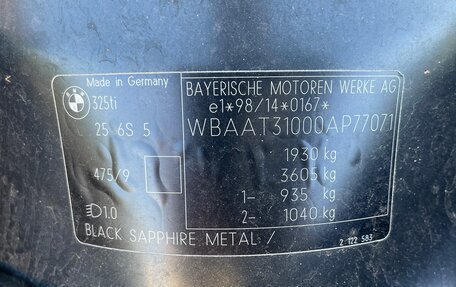 Made in Germany
BMW
325ti
25 6S 5
475/9
1.0
BLACK SAPPHIRE METAL /
BAYERISCHE MOTOREN WERKE AG
e1*98/14*0167*
WBAAT31000AP77071
1930 kg
3605 kg
1- 935 kg
2- 1040 kg
2 122 583